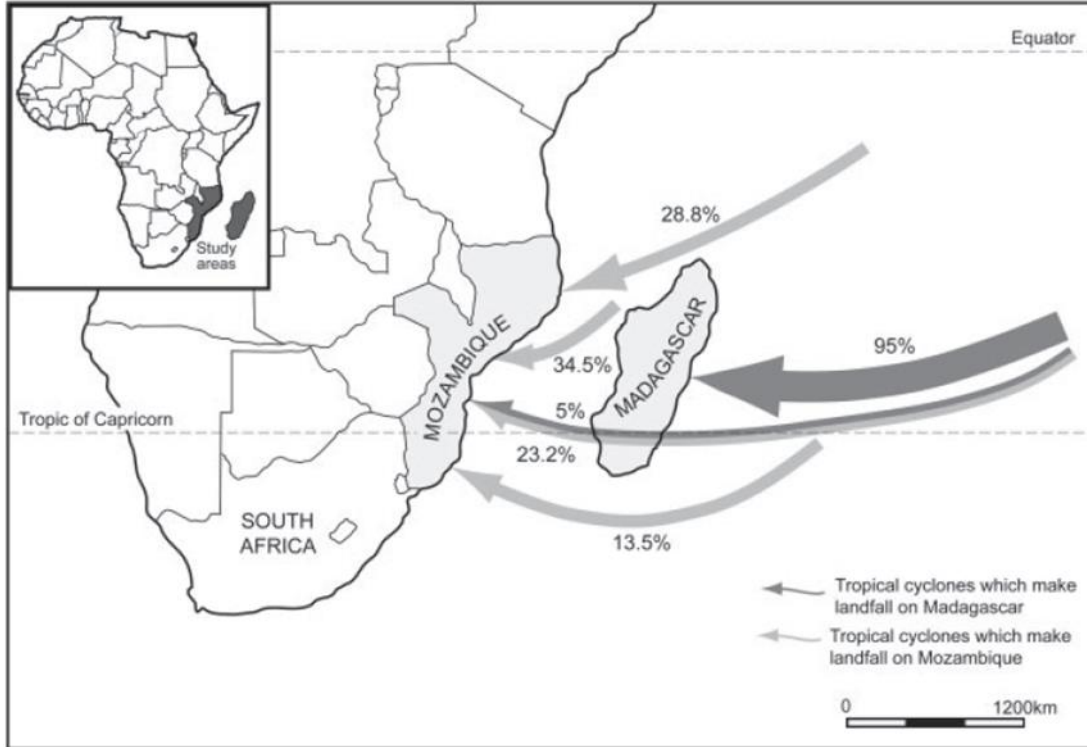 Equator
Study
areas
28.8%
MOZAMBIQUE
MADAGASCAR
95%
34.5%
Tropic of Capricorn
5%
23.2%
SOUTH
AFRICA
13.5%
Tropical cyclones which make
landfall on Madagascar
Tropical cyclones which make
landfall on Mozambique
0 1200km